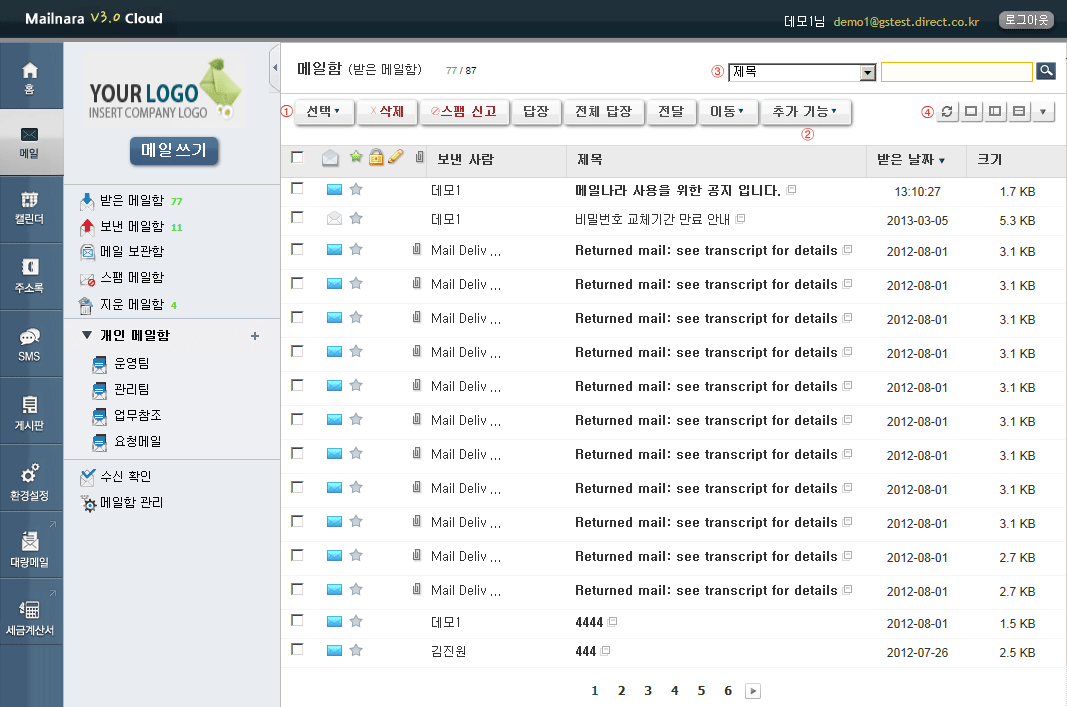 Mailnara V3.0 Cloud
데모1님 demo1@gstest.direct.co.kr 로그아웃
홈
메일
캘린더
주소록
SMS
게시판
환경설정
대량메일
세금계산서
YOUR LOGO
INSERT COMPANY LOGO
메일쓰기
받은 메일함 77
보낸 메일함 11
메일 보관함
스팸 메일함
지운 메일함 4
▼ 개인 메일함 +
운영팀
관리팀
업무참조
요청메일
수신 확인
메일함 관리
메일함 (받은 메일함) 77 / 87
③ 제목
① 선택 ▼ X 삭제 ⊘스팸 신고 답장 전체 답장 전달 이동 ▼ 추가 기능 ▼ ④
②
보낸 사람 제목 받은 날짜 ▼ 크기
데모1 메일나라 사용을 위한 공지 입니다. 13:10:27 1.7 KB
데모1 비밀번호 교체기간 만료 안내 2013-03-05 5.3 KB
Mail Deliv ... Returned mail: see transcript for details 2012-08-01 3.1 KB
Mail Deliv ... Returned mail: see transcript for details 2012-08-01 3.1 KB
Mail Deliv ... Returned mail: see transcript for details 2012-08-01 3.1 KB
Mail Deliv ... Returned mail: see transcript for details 2012-08-01 3.1 KB
Mail Deliv ... Returned mail: see transcript for details 2012-08-01 3.1 KB
Mail Deliv ... Returned mail: see transcript for details 2012-08-01 3.1 KB
Mail Deliv ... Returned mail: see transcript for details 2012-08-01 3.1 KB
Mail Deliv ... Returned mail: see transcript for details 2012-08-01 3.1 KB
Mail Deliv ... Returned mail: see transcript for details 2012-08-01 3.1 KB
Mail Deliv ... Returned mail: see transcript for details 2012-08-01 2.7 KB
Mail Deliv ... Returned mail: see transcript for details 2012-08-01 2.7 KB
데모1 4444 2012-08-01 1.5 KB
김진원 444 2012-07-26 2.5 KB
1 2 3 4 5 6